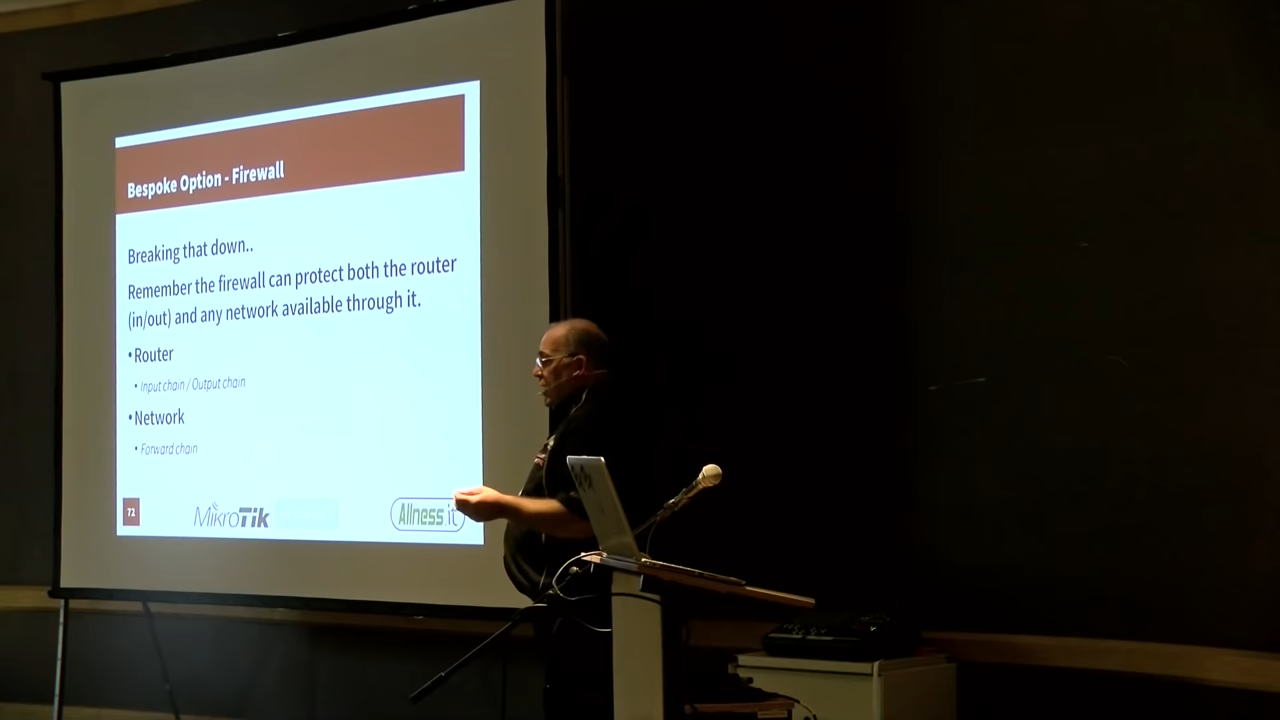 Bespoke Option - Firewall
Breaking that down..
Remember the firewall can protect both the router
(in/out) and any network available through it.
•Router
• Input chain / Output chain
•Network
• Forward chain
72
MikroTik
Allness.it